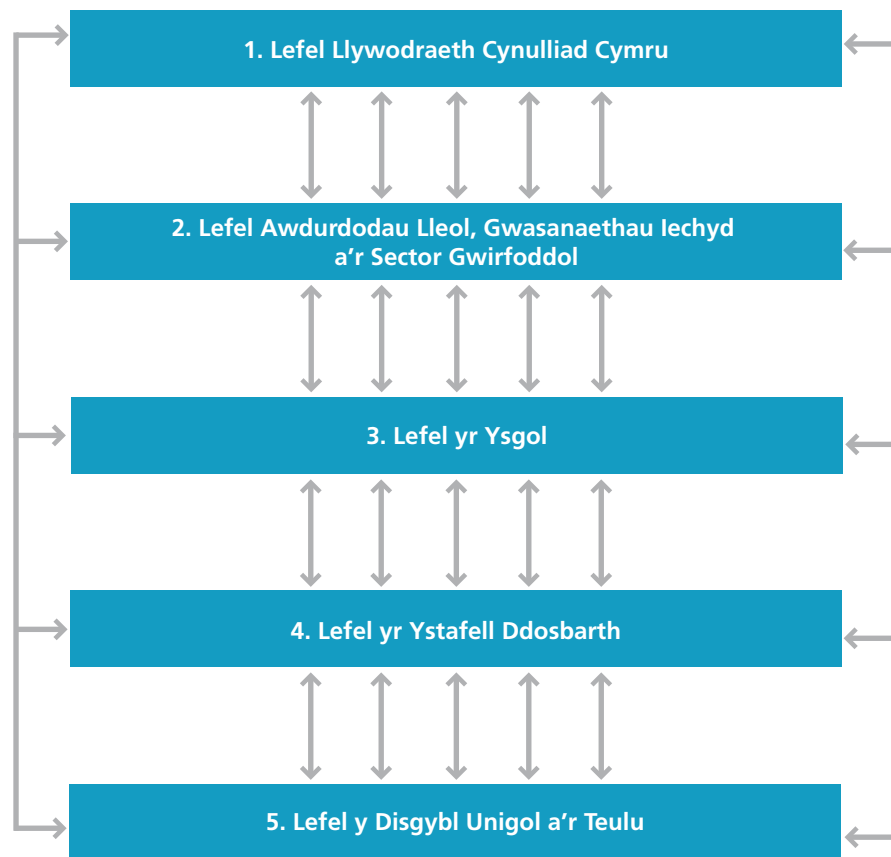 1. Lefel Llywodraeth Cynulliad Cymru
2. Lefel Awdurdodau Lleol, Gwasanaethau Iechyd
a’r Sector Gwirfoddol
3. Lefel yr Ysgol
4. Lefel yr Ystafell Ddosbarth
5. Lefel y Disgybl Unigol a’r Teulu